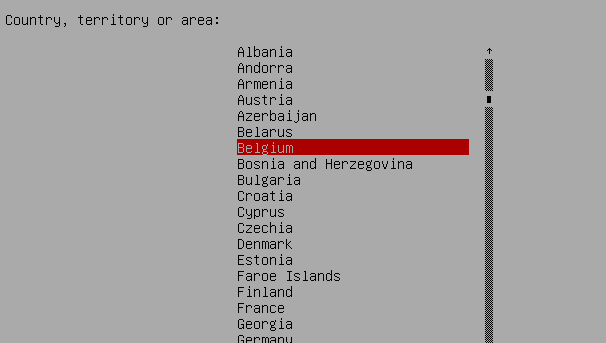 Country, territory or area:
Albania
Andorra
Armenia
Austria
Azerbaijan
Belarus
Belgium
Bosnia and Herzegovina
Bulgaria
Croatia
Cyprus
Czechia
Denmark
Estonia
Faroe Islands
Finland
France
Georgia
Germany